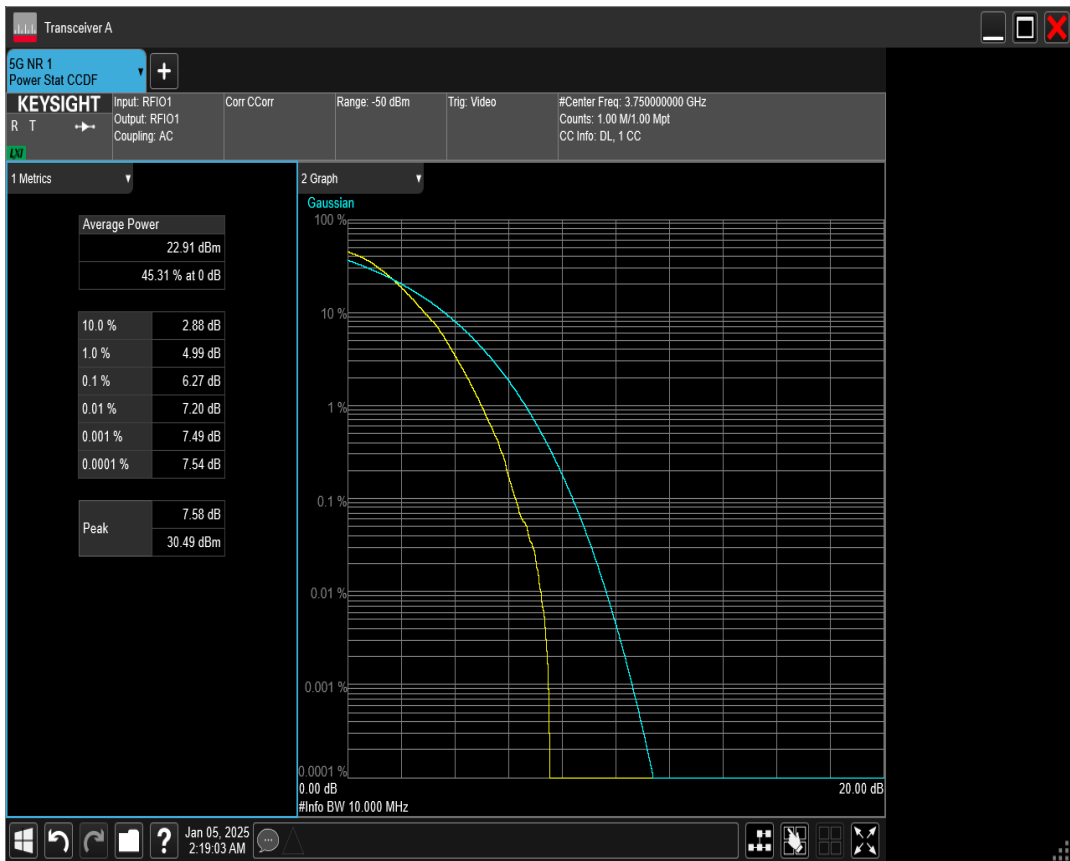 Transceiver A
5G NR 1
Power Stat CCDF
KEYSIGHT
R T
LXI
Input: RFIO1
Output: RFIO1
Coupling: AC
Corr CCorr
Range: -50 dBm
Trig: Video
#Center Freq: 3.750000000 GHz
Counts: 1.00 M/1.00 Mpt
CC Info: DL, 1 CC
1 Metrics
Average Power
22.91 dBm
45.31 % at 0 dB
10.0 % 2.88 dB
1.0 % 4.99 dB
0.1 % 6.27 dB
0.01 % 7.20 dB
0.001 % 7.49 dB
0.0001 % 7.54 dB
Peak 7.58 dB
30.49 dBm
2 Graph
Gaussian
100 %
10 %
1 %
0.1 %
0.01 %
0.001 %
0.0001 %
0.00 dB 20.00 dB
#Info BW 10.000 MHz
?
Jan 05, 2025
2:19:03 AM